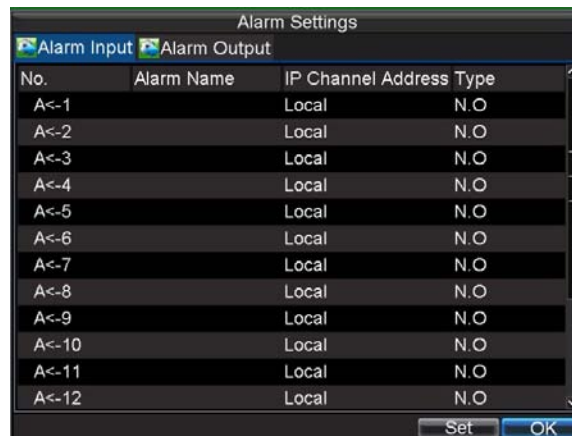 Alarm Settings
Alarm Input Alarm Output
No. Alarm Name IP Channel Address Type
A<-1 Local N.O
A<-2 Local N.O
A<-3 Local N.O
A<-4 Local N.O
A<-5 Local N.O
A<-6 Local N.O
A<-7 Local N.O
A<-8 Local N.O
A<-9 Local N.O
A<-10 Local N.O
A<-11 Local N.O
A<-12 Local N.O
Set OK